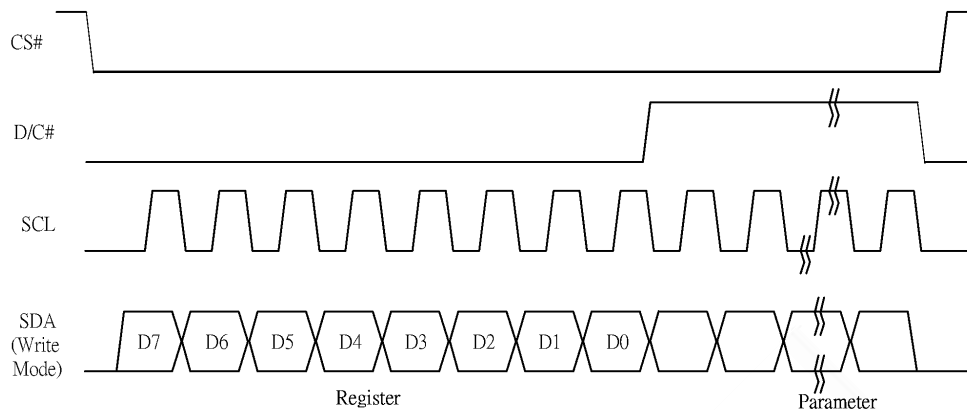 CS#
D/C#
SCL
SDA
(Write
Mode)
D7 D6 D5 D4 D3 D2 D1 D0
Register Parameter